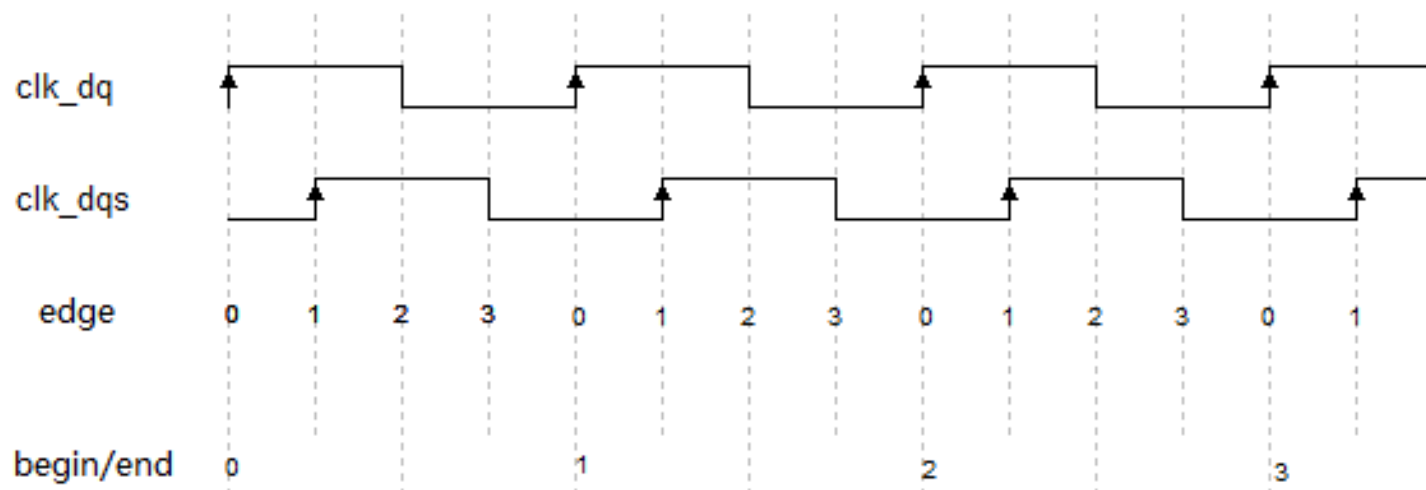 clk_dq
clk_dqs
edge 0 1 2 3 0 1 2 3 0 1 2 3 0 1
begin/end 0 1 2 3